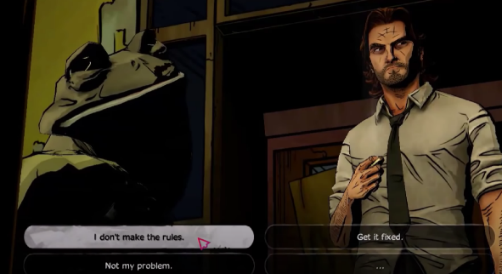 I don't make the rules.
Get it fixed.
Not my problem.
...